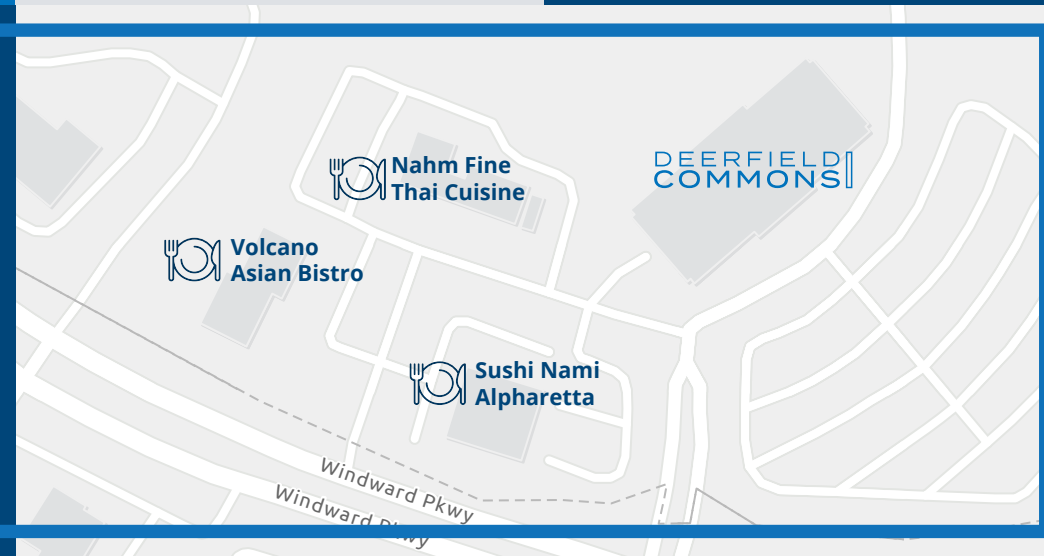 Nahm Fine
Thai Cuisine
DEERFIELD
COMMONS
Volcano
Asian Bistro
Sushi Nami
Alpharetta
Windward Pkwy
Windward Pkwy